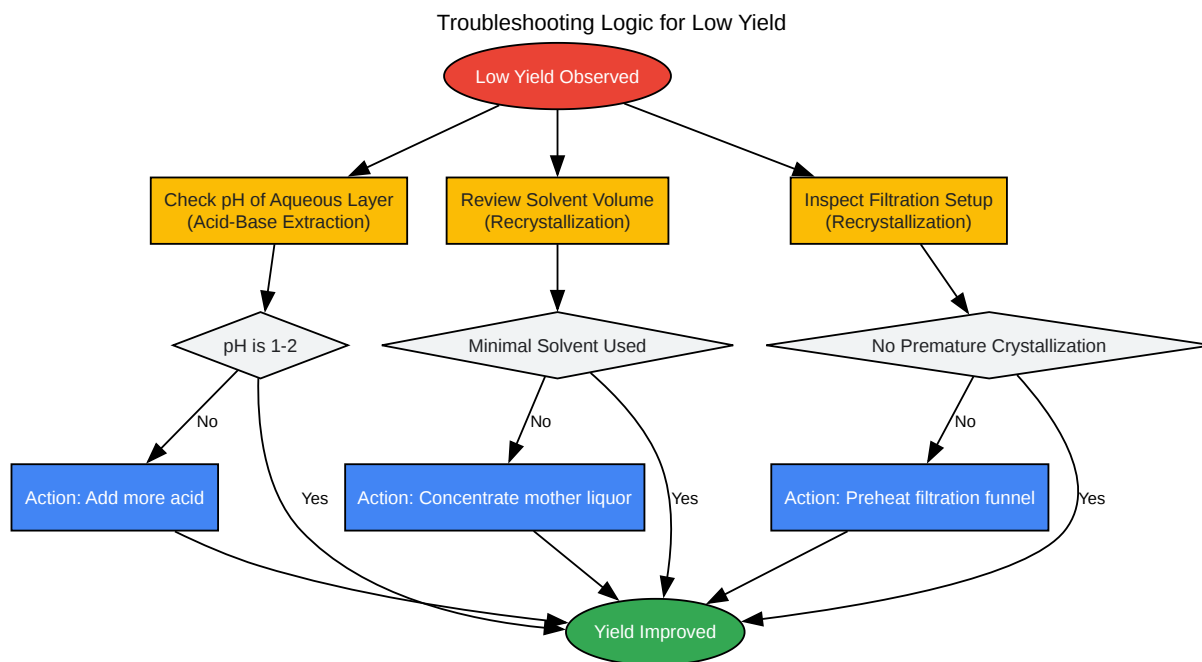 Troubleshooting Logic for Low Yield
Low Yield Observed
Check pH of Aqueous Layer
(Acid-Base Extraction)
Review Solvent Volume
(Recrystallization)
Inspect Filtration Setup
(Recrystallization)
pH is 1-2
Minimal Solvent Used
No Premature Crystallization
No
No
No
Action: Add more acid
Yes
Action: Concentrate mother liquor
Yes
Action: Preheat filtration funnel
Yes
Yield Improved